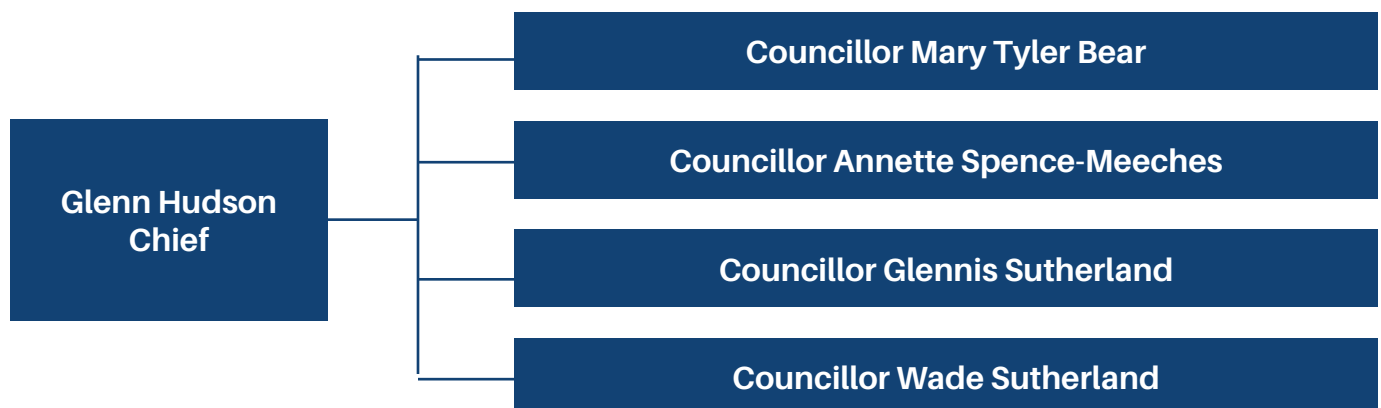 Councillor Mary Tyler Bear
Councillor Annette Spence-Meeches
Glenn Hudson
Chief
Councillor Glennis Sutherland
Councillor Wade Sutherland